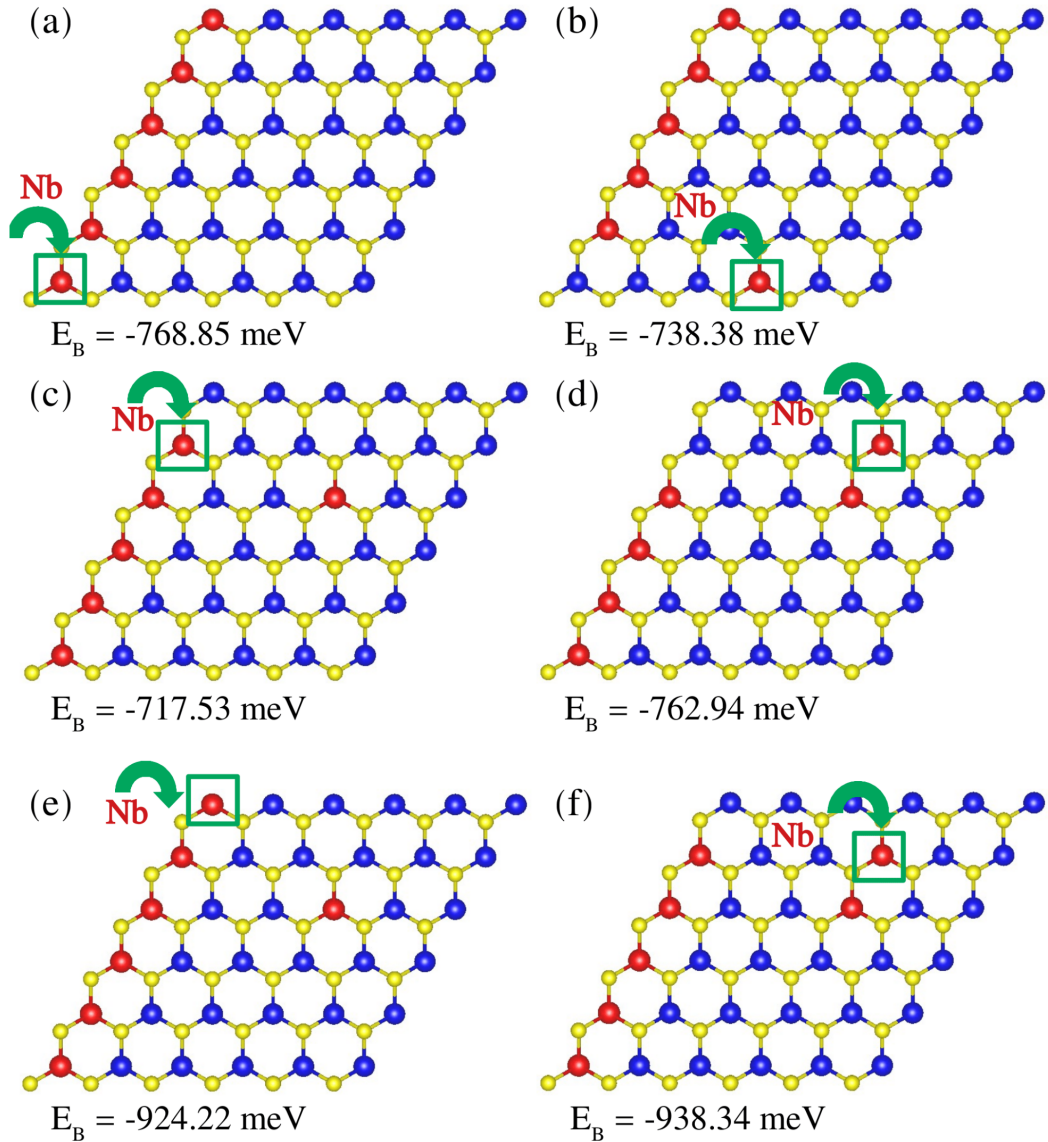 (a)
(b)
Nb
Nb
E_B = -768.85 meV
E_B = -738.38 meV
(c)
(d)
Nb
Nb
E_B = -717.53 meV
E_B = -762.94 meV
(e)
(f)
Nb
Nb
E_B = -924.22 meV
E_B = -938.34 meV